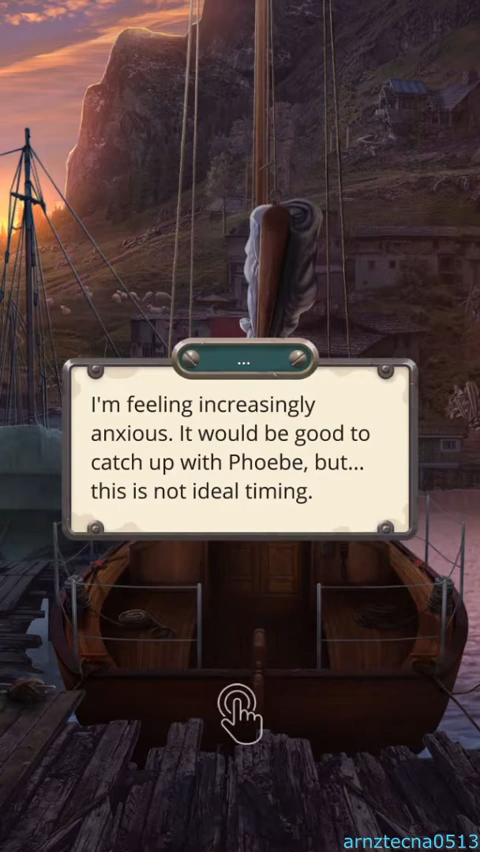 ...
I'm feeling increasingly
anxious. It would be good to
catch up with Phoebe, but...
this is not ideal timing.
arnztecna0513